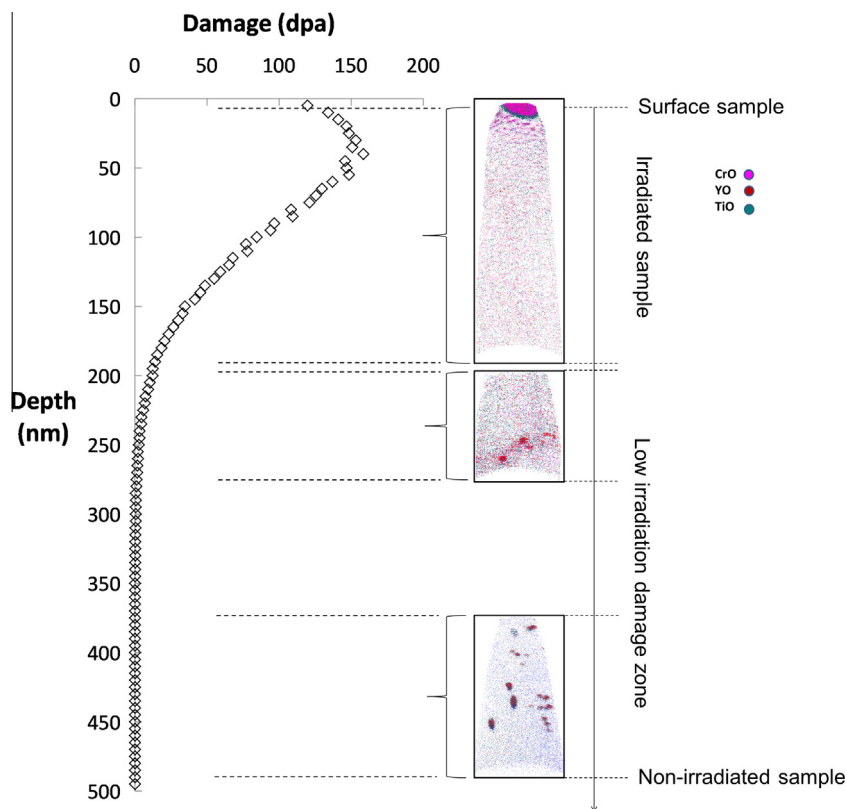 Damage (dpa)
0 50 100 150 200
0
50
100
150
200
250
300
350
400
450
500
Depth
(nm)
Surface sample
Irradiated sample
CrO
YO
TiO
Low irradiation damage zone
Non-irradiated sample